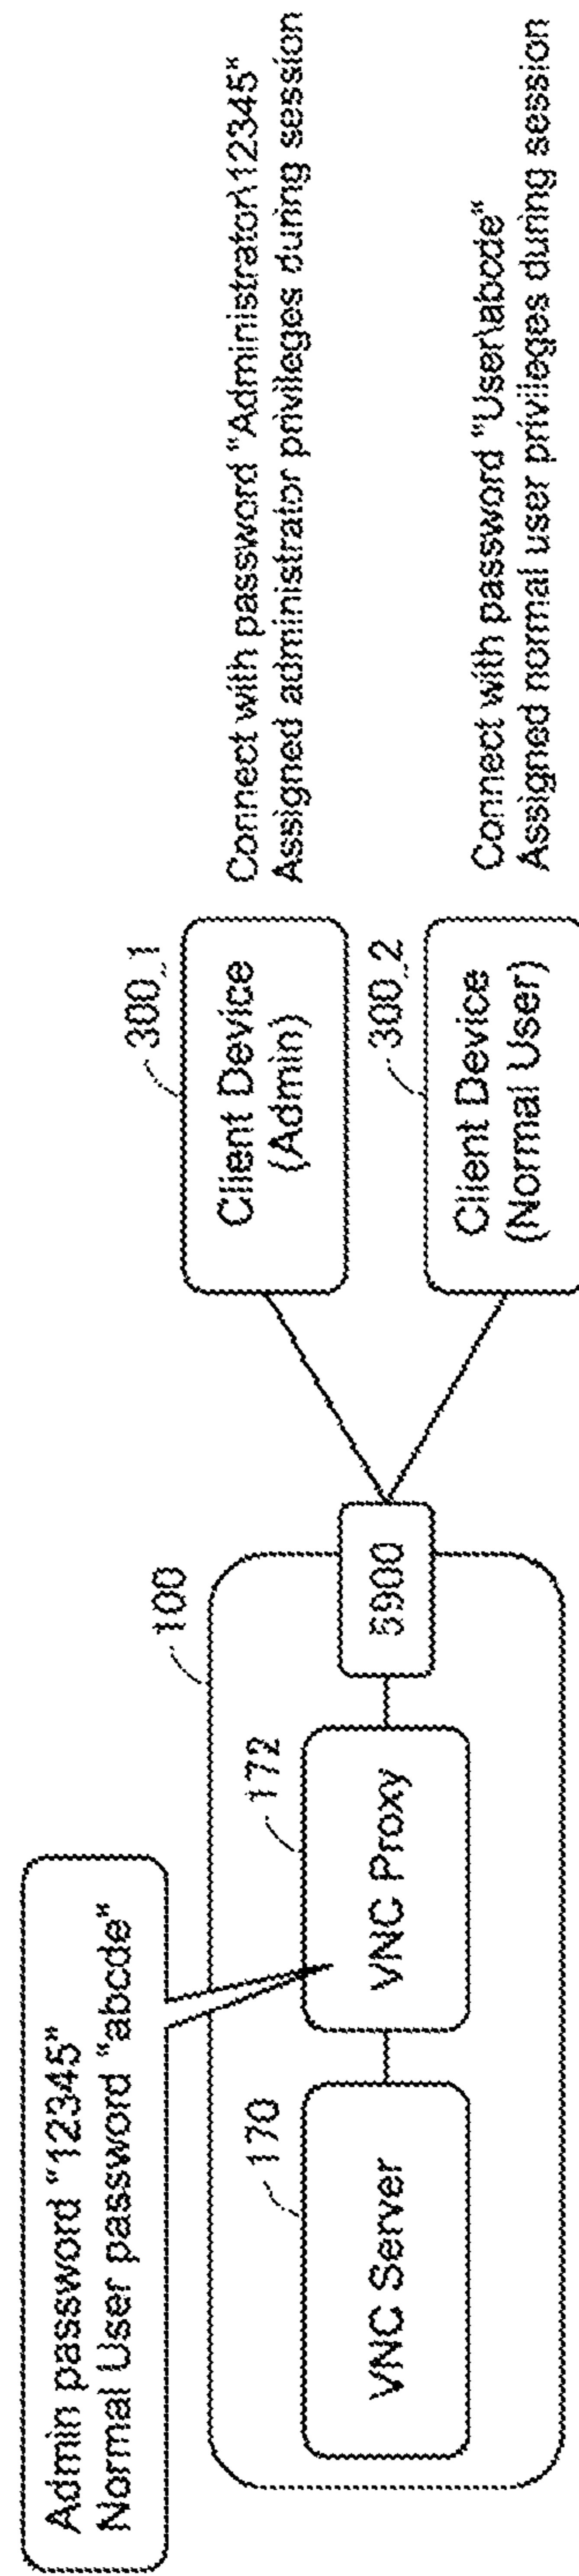 Admin password "12345"
Normal User password "abcde"
100
170
172
VNC Server
VNC Proxy
5900
300_1
Client Device
(Admin)
Connect with password "Administrator\12345"
Assigned administrator privileges during session
300_2
Client Device
(Normal User)
Connect with password "User\abcde"
Assigned normal user privileges during session